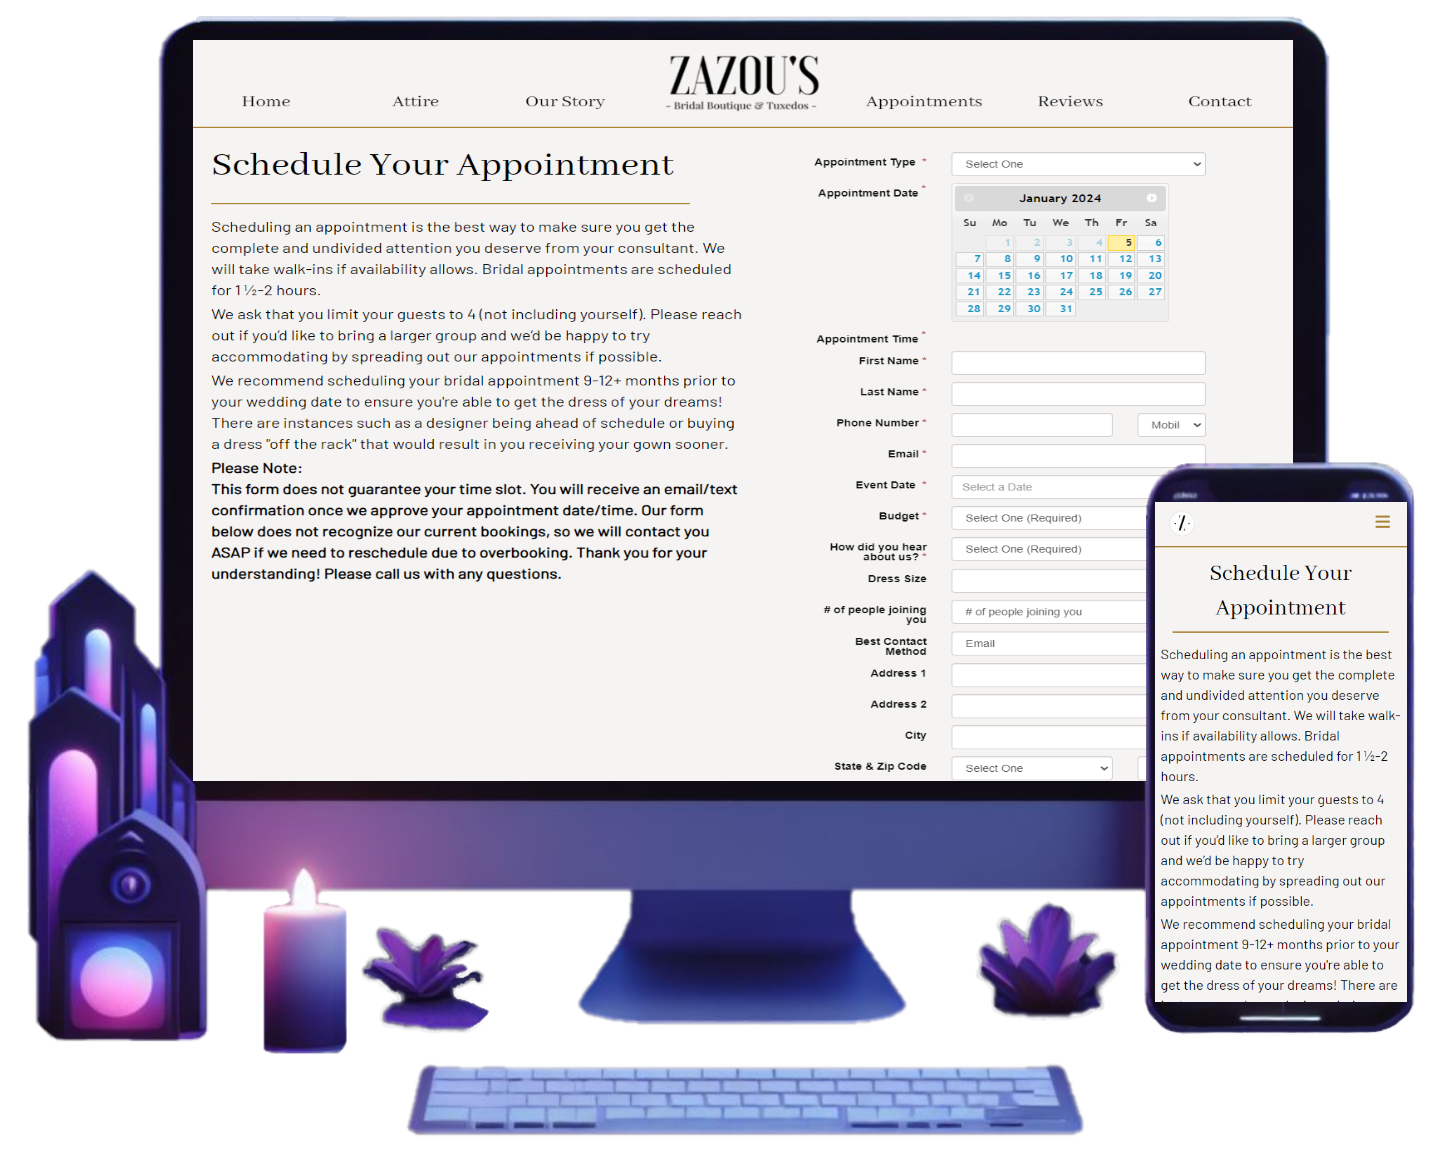 ZAZOU'S
- Bridal Boutique & Tuxedos -
Home
Attire
Our Story
Appointments
Reviews
Contact
Schedule Your Appointment
Scheduling an appointment is the best way to make sure you get the
complete and undivided attention you deserve from your consultant. We
will take walk-ins if availability allows. Bridal appointments are scheduled
for 1 ½-2 hours.
We ask that you limit your guests to 4 (not including yourself). Please reach
out if you'd like to bring a larger group and we'd be happy to try
accommodating by spreading out our appointments if possible.
We recommend scheduling your bridal appointment 9-12+ months prior to
your wedding date to ensure you're able to get the dress of your dreams!
There are instances such as a designer being ahead of schedule or buying
a dress "off the rack" that would result in you receiving your gown sooner.
Please Note:
This form does not guarantee your time slot. You will receive an email/text
confirmation once we approve your appointment date/time. Our form
below does not recognize our current bookings, so we will contact you
ASAP if we need to reschedule due to overbooking. Thank you for your
understanding! Please call us with any questions.
Appointment Type *
Select One
Appointment Date *
January 2024
Su Mo Tu We Th Fr Sa
1 2 3 4 5 6
7 8 9 10 11 12 13
14 15 16 17 18 19 20
21 22 23 24 25 26 27
28 29 30 31
Appointment Time *
First Name *
Last Name *
Phone Number *
Mobil
Email *
Event Date *
Select a Date
Budget *
Select One (Required)
How did you hear
about us? *
Select One (Required)
Dress Size
# of people joining
you
# of people joining you
Best Contact
Method
Email
Address 1
Address 2
City
State & Zip Code
Select One
Schedule Your
Appointment
Scheduling an appointment is the best
way to make sure you get the complete
and undivided attention you deserve
from your consultant. We will take walk-
ins if availability allows. Bridal
appointments are scheduled for 1 ½-2
hours.
We ask that you limit your guests to 4
(not including yourself). Please reach
out if you'd like to bring a larger group
and we'd be happy to try
accommodating by spreading out our
appointments if possible.
We recommend scheduling your bridal
appointment 9-12+ months prior to your
wedding date to ensure you're able to
get the dress of your dreams! There are